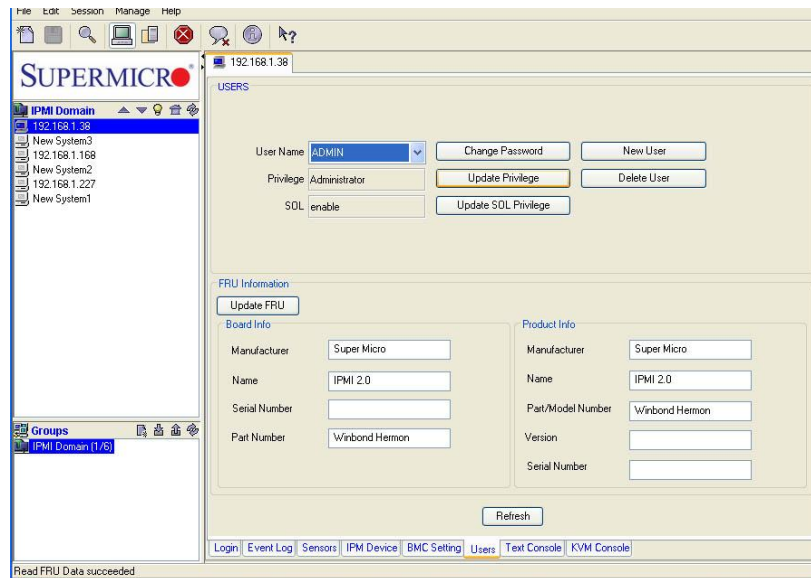 File Edit Session Manage Help
SUPERMICRO
IPMI Domain
192.168.1.38
New System3
192.168.1.168
New System2
192.168.1.227
New System1
Groups
IPMI Domain (1/6)
192.168.1.38
USERS
User Name ADMIN Change Password New User
Privilege Administrator Update Privilege Delete User
SOL enable Update SOL Privilege
FRU Information
Update FRU
Board Info
Manufacturer Super Micro
Name IPMI 2.0
Serial Number
Part Number Winbond Hermon
Product Info
Manufacturer Super Micro
Name IPMI 2.0
Part/Model Number Winbond Hermon
Version
Serial Number
Refresh
Login Event Log Sensors IPM Device BMC Setting Users Text Console KVM Console
Read FRU Data succeeded